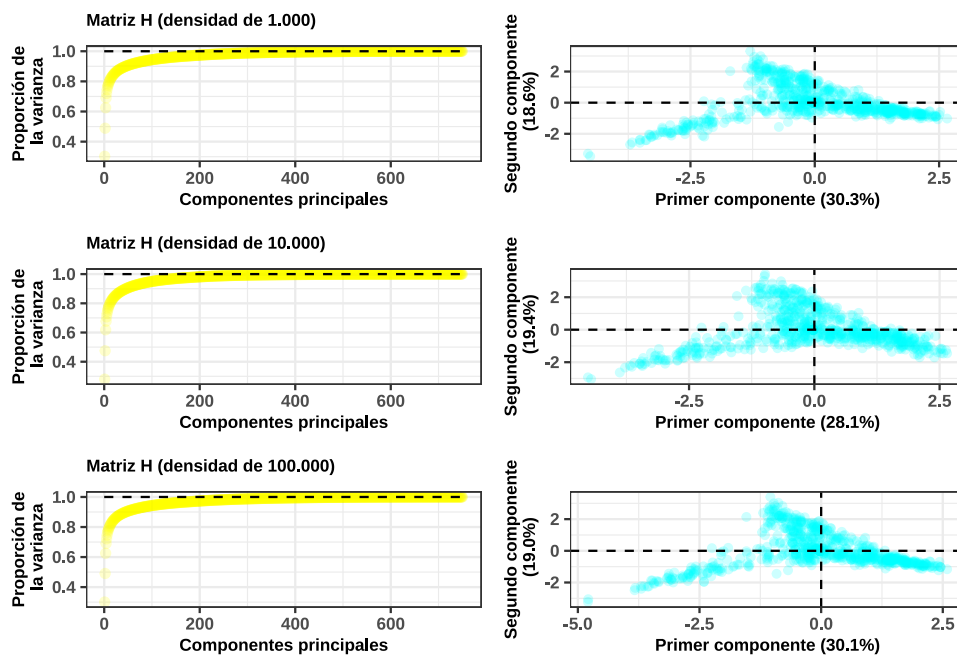 Matriz H (densidad de 1.000)
Proporción de
la varianza
1.0
0.8
0.6
0.4
0
200
400
600
Componentes principales
Segundo componente
(18.6%)
2
0
-2
-2.5
0.0
2.5
Primer componente (30.3%)
Matriz H (densidad de 10.000)
Proporción de
la varianza
1.0
0.8
0.6
0.4
0
200
400
600
Componentes principales
Segundo componente
(19.4%)
2
0
-2
-2.5
0.0
2.5
Primer componente (28.1%)
Matriz H (densidad de 100.000)
Proporción de
la varianza
1.0
0.8
0.6
0.4
0
200
400
600
Componentes principales
Segundo componente
(19.0%)
2
0
-2
-5.0
-2.5
0.0
2.5
Primer componente (30.1%)